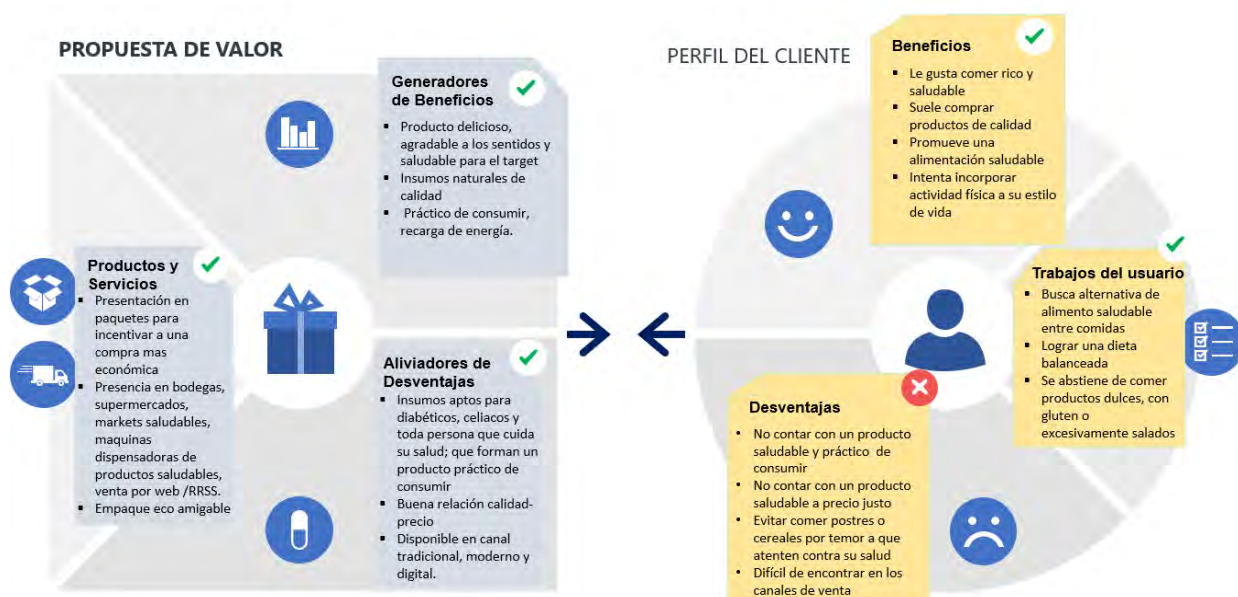 PROPUESTA DE VALOR
Generadores
de Beneficios
▪ Producto delicioso,
agradable a los sentidos y
saludable para el target
▪ Insumos naturales de
calidad
▪ Práctico de consumir,
recarga de energía.
Productos y
Servicios
▪ Presentación en
paquetes para
incentivar a una
compra mas
económica
▪ Presencia en bodegas,
supermercados,
markets saludables,
maquinas
dispensadoras de
productos saludables,
venta por web /RRSS.
▪ Empaque eco amigable
Aliviadores de
Desventajas
▪ Insumos aptos para
diabéticos, celiacos y
toda persona que cuida
su salud; que forman un
producto práctico de
consumir
▪ Buena relación calidad-
precio
▪ Disponible en canal
tradicional, moderno y
digital.
PERFIL DEL CLIENTE
Beneficios
▪ Le gusta comer rico y
saludable
▪ Suele comprar
productos de calidad
▪ Promueve una
alimentación saludable
▪ Intenta incorporar
actividad física a su estilo
de vida
Trabajos del usuario
▪ Busca alternativa de
alimento saludable
entre comidas
▪ Lograr una dieta
balanceada
▪ Se abstiene de comer
productos dulces, con
gluten o
excesivamente salados
Desventajas
• No contar con un producto
saludable y práctico de
consumir
• No contar con un producto
saludable a precio justo
• Evitar comer postres o
cereales por temor a que
atenten contra su salud
• Difícil de encontrar en los
canales de venta